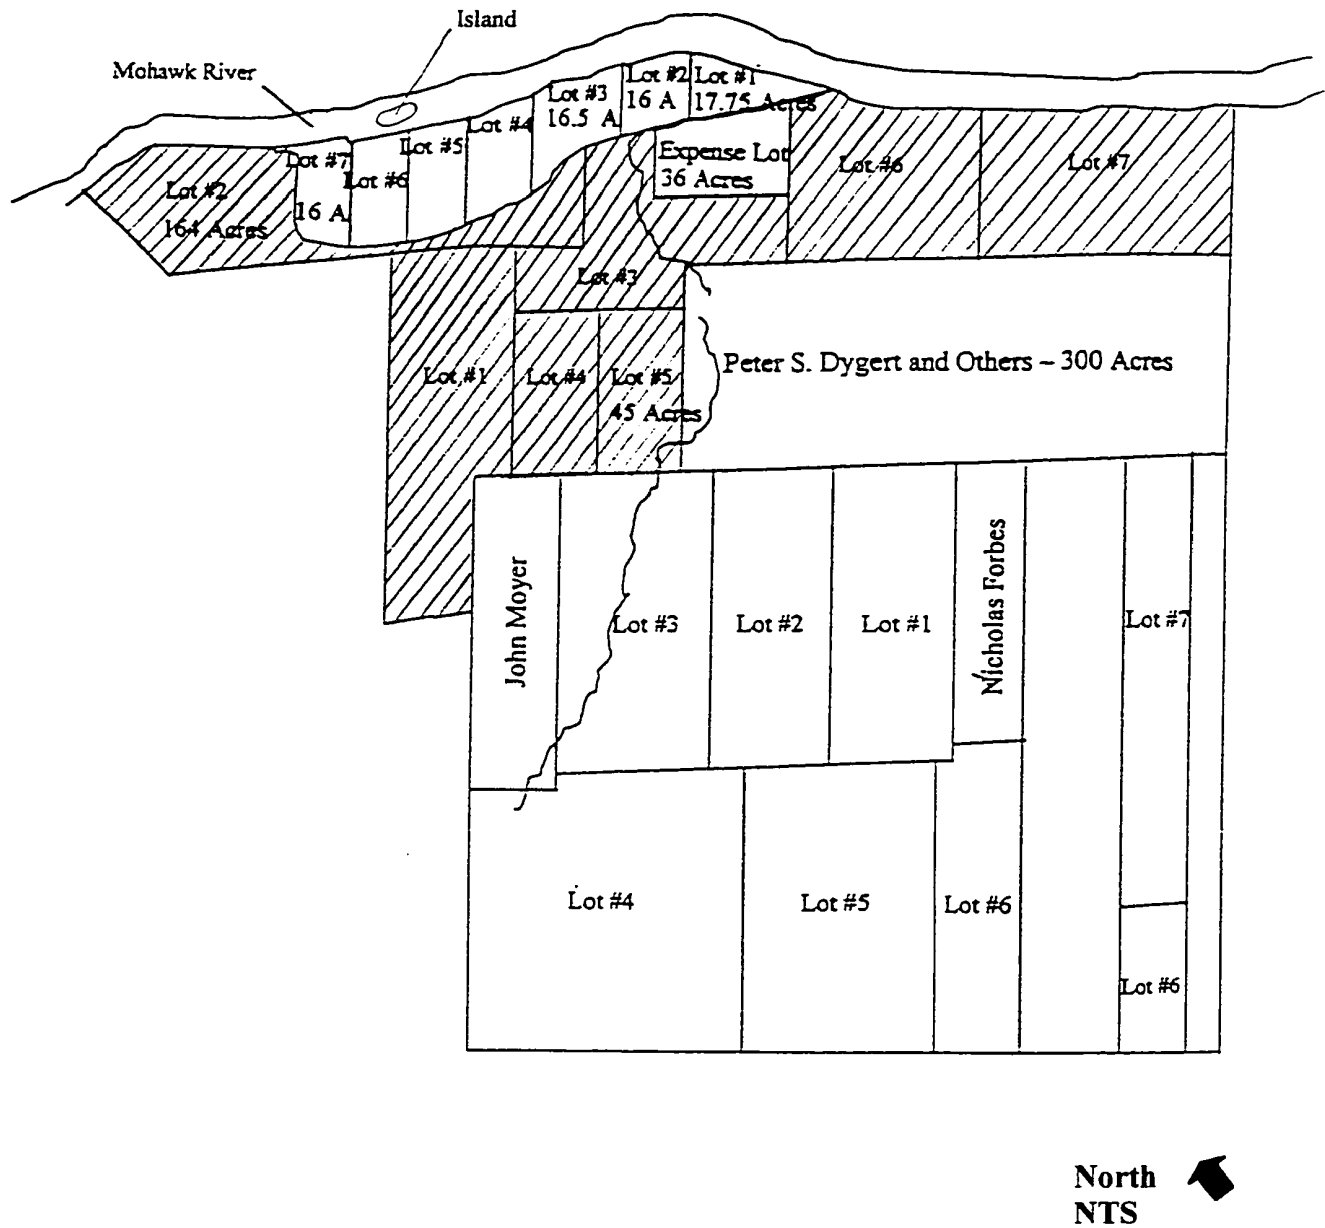 Island
Mohawk River
Lot #2
16 A
Lot #1
17.75 Acres
Lot #3
16.5 A
Lot #4
Lot #5
Lot #6
Lot #7
16 A
Lot #2
164 Acres
Expense Lot
36 Acres
Lot #6
Lot #7
Lot #3
Lot #1
Lot #4
Lot #5
45 Acres
Peter S. Dygert and Others – 300 Acres
John Moyer
Lot #3
Lot #2
Lot #1
Nicholas Forbes
Lot #7
Lot #4
Lot #5
Lot #6
Lot #6
North
NTS